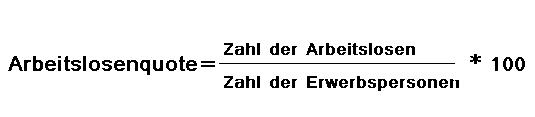 Zahl der Arbeitslosen
Arbeitslosenquote= * 100
Zahl der Erwerbspersonen